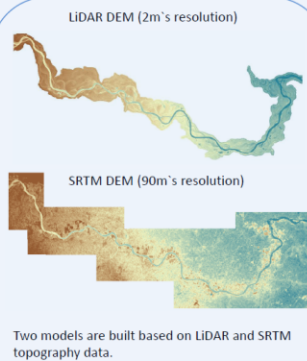 LiDAR DEM (2m`s resolution)
SRTM DEM (90m`s resolution)
Two models are built based on LiDAR and SRTM
topography data.